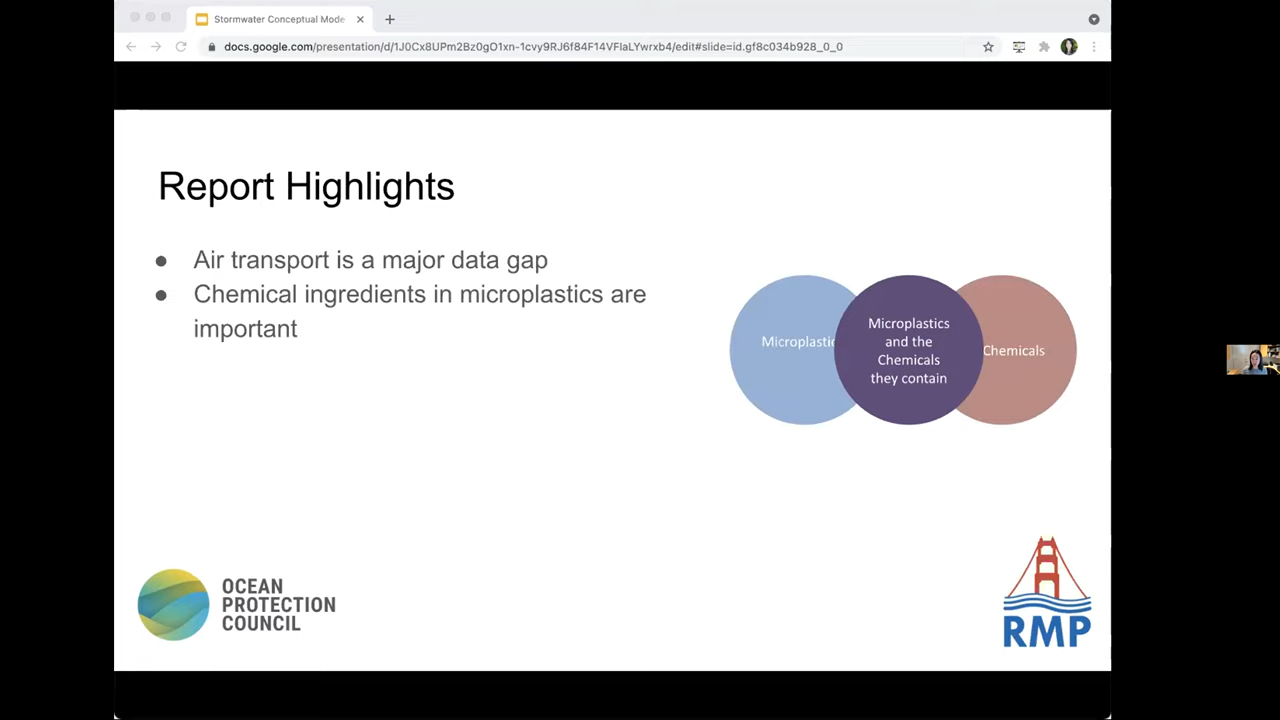 Stormwater Conceptual Mode
docs.google.com/presentation/d/1J0Cx8UPm2Bz0gO1xn-1cvy9RJ6f84F14VFlaLYwrxb4/edit#slide=id.gf8c034b928_0_0
Report Highlights
● Air transport is a major data gap
● Chemical ingredients in microplastics are
important
Microplastic
Microplastics
and the
Chemicals
they contain
Chemicals
OCEAN
PROTECTION
COUNCIL
RMP